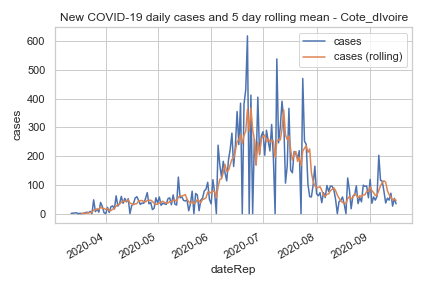 New COVID-19 daily cases and 5 day rolling mean - Cote_dIvoire
cases
cases (rolling)
600
500
400
300
200
100
0
cases
2020-04
2020-05
2020-06
2020-07
2020-08
2020-09
dateRep